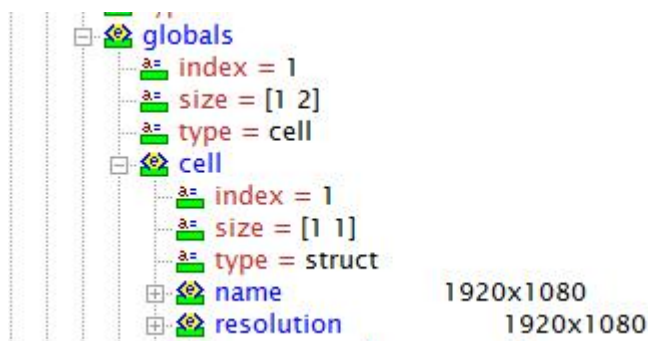 globals
a= index = 1
a= size = [1 2]
a= type = cell
<e> cell
a= index = 1
a= size = [1 1]
a= type = struct
<e> name 1920x1080
<e> resolution 1920x1080